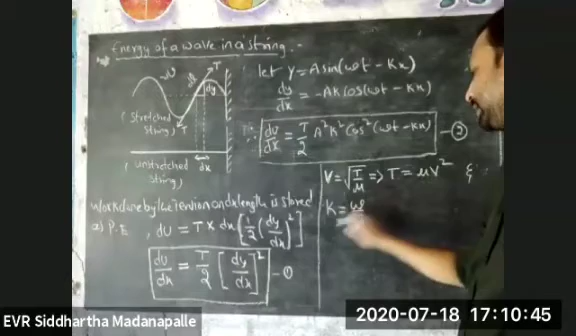 Energy of a wave in a string :-
T
dl
dy
(Stretched String)
T
dx
(Unstretched String)
Workdone by the Tension on dx length is stored
as P.E , dU = T × dx [1/2 (dy/dx)^2]
dU/dx = T/2 [dy/dx]^2 -①
let y = A sin(ωt - Kx)
dy/dx = -AK cos(ωt - Kx)
∴ dU/dx = T/2 A²K² Cos²(ωt - Kx) -②
V = √(T/μ) => T = μV² &
K = ω
EVR Siddhartha Madanapalle
2020-07-18 17:10:45